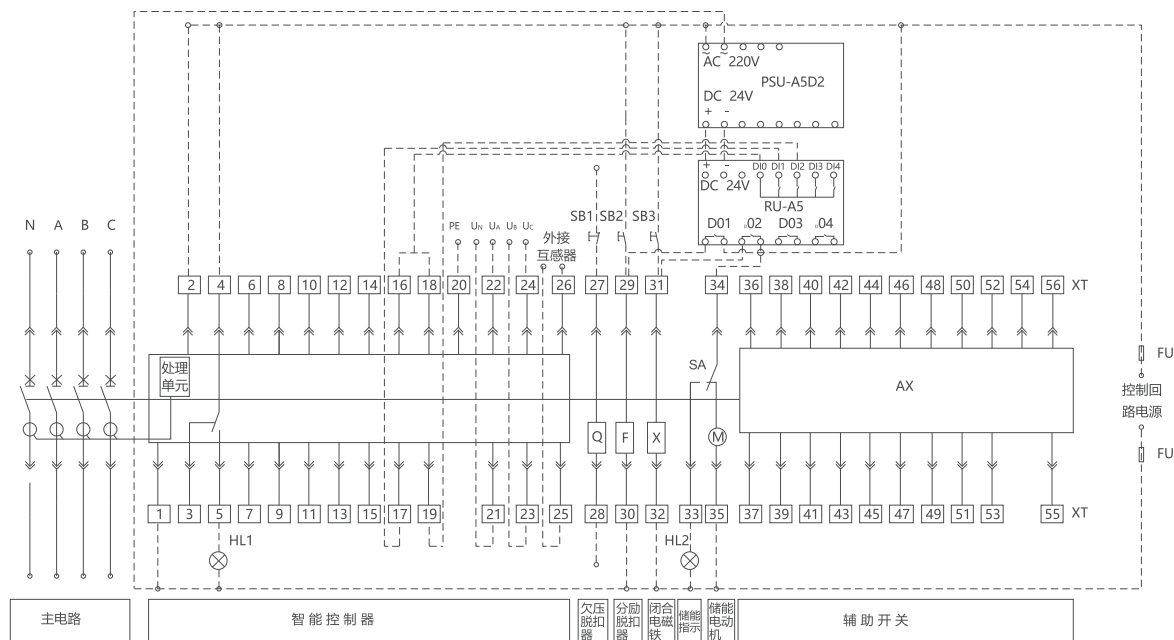 AC 220V
PSU-A5D2
DC 24V
+ -
+ - DI0 DI1 DI2 DI3 DI4
DC 24V
RU-A5
D01 02 D03 04
N A B C
PE UN UA UB UC
外接
互感器
SB1 SB2 SB3
2 4 6 8 10 12 14 16 18 20 22 24 26 27 29 31 34 36 38 40 42 44 46 48 50 52 54 56 XT
处理
单元
SA
AX
FU
控制回
路电源
FU
Q F X M
1 3 5 7 9 11 13 15 17 19 21 23 25 28 30 32 33 35 37 39 41 43 45 47 49 51 53 55 XT
HL1
HL2
主电路
智能控制器
欠压
脱扣
器
分励
脱扣
器
闭合
电磁
铁
储能
指示
储能
电动
机
辅助开关